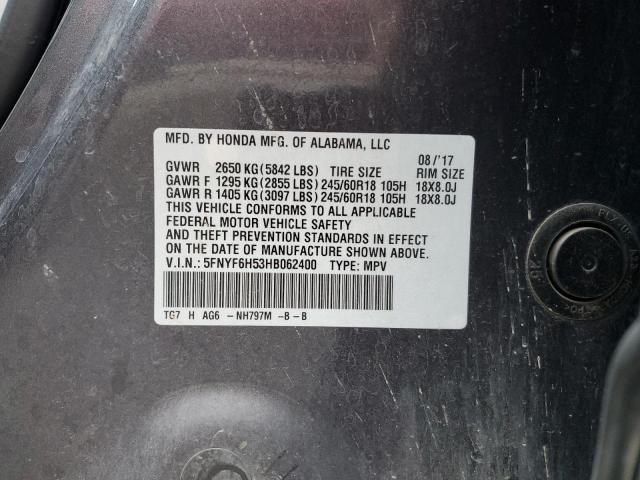 MFD. BY HONDA MFG. OF ALABAMA, LLC 08/'17
GVWR 2650 KG (5842 LBS) TIRE SIZE RIM SIZE
GAWR F 1295 KG (2855 LBS) 245/60R18 105H 18X8.0J
GAWR R 1405 KG (3097 LBS) 245/60R18 105H 18X8.0J
THIS VEHICLE CONFORMS TO ALL APPLICABLE
FEDERAL MOTOR VEHICLE SAFETY
AND THEFT PREVENTION STANDARDS IN EFFECT
ON THE DATE OF MANUFACTURE SHOWN ABOVE.
V.I.N.: 5FNYF6H53HB062400 TYPE: MPV
TG7 H AG6 -NH797M -B-B